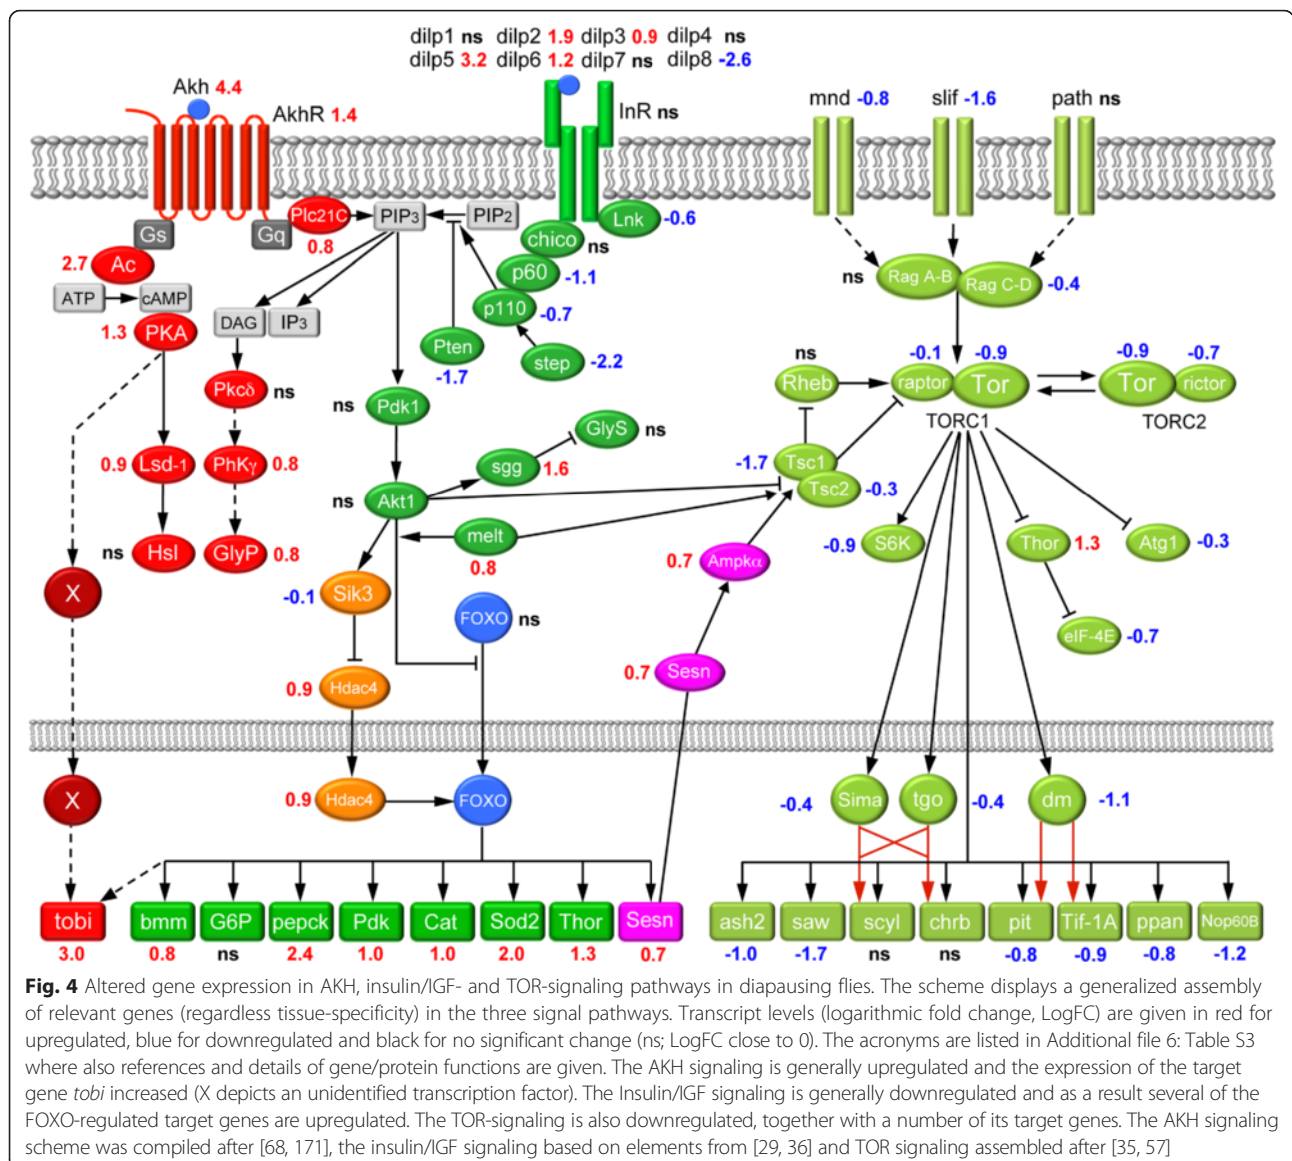 dilp1 ns dilp2 1.9 dilp3 0.9 dilp4 ns
dilp5 3.2 dilp6 1.2 dilp7 ns dilp8 -2.6
Akh 4.4
AkhR 1.4
InR ns
mnd -0.8 slif -1.6 path ns
Gs
Gq
Plc21C
0.8
PIP3
PIP2
Lnk -0.6
chico ns
2.7 Ac
p60 -1.1
ns Rag A-B Rag C-D -0.4
ATP cAMP
p110 -0.7
1.3 PKA
DAG IP3
Pten
-1.7
step -2.2
-0.1 -0.9
-0.9 -0.7
ns
Rheb
raptor Tor
Tor rictor
TORC1
TORC2
Pkcδ ns
ns Pdk1
GlyS ns
0.9 Lsd-1
PhKγ 0.8
sgg 1.6
-1.7 Tsc1
Tsc2 -0.3
ns Akt1
ns Hsl
GlyP 0.8
melt
0.8
0.7 Ampkα
-0.9 S6K
Thor 1.3
Atg1 -0.3
X
-0.1 Sik3
FOXO ns
eIF-4E -0.7
0.9 Hdac4
0.7 Sesn
X
0.9 Hdac4
FOXO
-0.4 Sima
tgo -0.4
dm -1.1
tobi bmm G6P pepck Pdk Cat Sod2 Thor Sesn ash2 saw scyl chrb pit Tif-1A ppan Nop60B
3.0 0.8 ns 2.4 1.0 1.0 2.0 1.3 0.7 -1.0 -1.7 ns ns -0.8 -0.9 -0.8 -1.2
Fig. 4 Altered gene expression in AKH, insulin/IGF- and TOR-signaling pathways in diapausing flies. The scheme displays a generalized assembly
of relevant genes (regardless tissue-specificity) in the three signal pathways. Transcript levels (logarithmic fold change, LogFC) are given in red for
upregulated, blue for downregulated and black for no significant change (ns; LogFC close to 0). The acronyms are listed in Additional file 6: Table S3
where also references and details of gene/protein functions are given. The AKH signaling is generally upregulated and the expression of the target
gene tobi increased (X depicts an unidentified transcription factor). The Insulin/IGF signaling is generally downregulated and as a result several of the
FOXO-regulated target genes are upregulated. The TOR-signaling is also downregulated, together with a number of its target genes. The AKH signaling
scheme was compiled after [68, 171], the insulin/IGF signaling based on elements from [29, 36] and TOR signaling assembled after [35, 57]